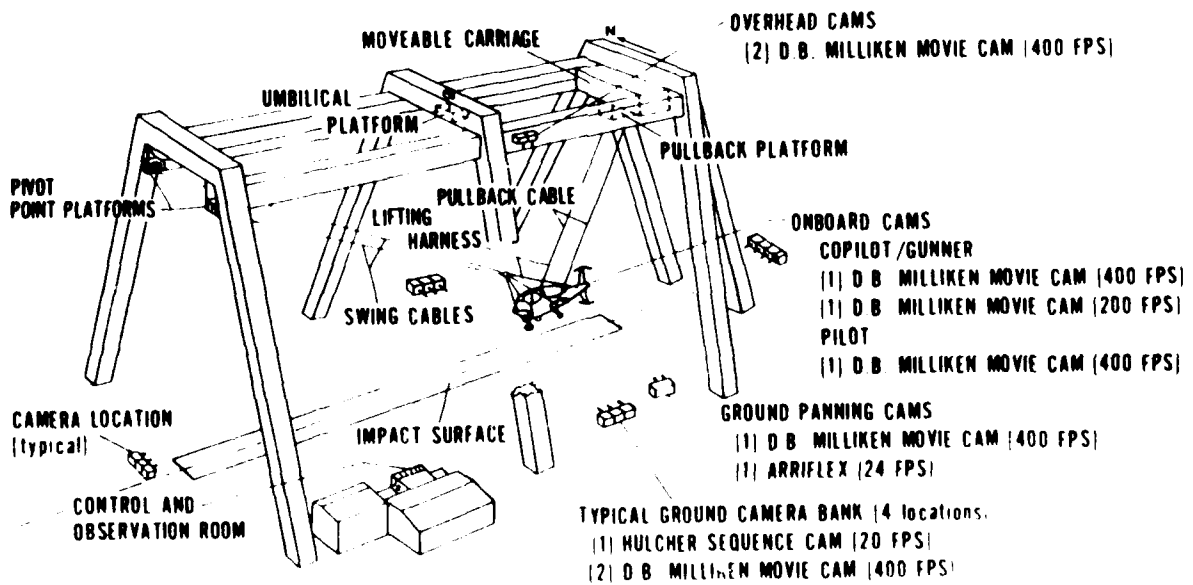 OVERHEAD CAMS
(2) D.B. MILLIKEN MOVIE CAM (400 FPS)
N
MOVEABLE CARRIAGE
UMBILICAL
PLATFORM
PULLBACK PLATFORM
PIVOT
POINT PLATFORMS
PULLBACK CABLE
LIFTING
HARNESS
SWING CABLES
ONBOARD CAMS
COPILOT/GUNNER
(1) D.B. MILLIKEN MOVIE CAM (400 FPS)
(1) D.B. MILLIKEN MOVIE CAM (200 FPS)
PILOT
(1) D.B. MILLIKEN MOVIE CAM (400 FPS)
CAMERA LOCATION
(typical)
IMPACT SURFACE
GROUND PANNING CAMS
(1) D.B. MILLIKEN MOVIE CAM (400 FPS)
(1) ARRIFLEX (24 FPS)
CONTROL AND
OBSERVATION ROOM
TYPICAL GROUND CAMERA BANK (4 locations)
(1) HULCHER SEQUENCE CAM (20 FPS)
(2) D.B. MILLIKEN MOVIE CAM (400 FPS)